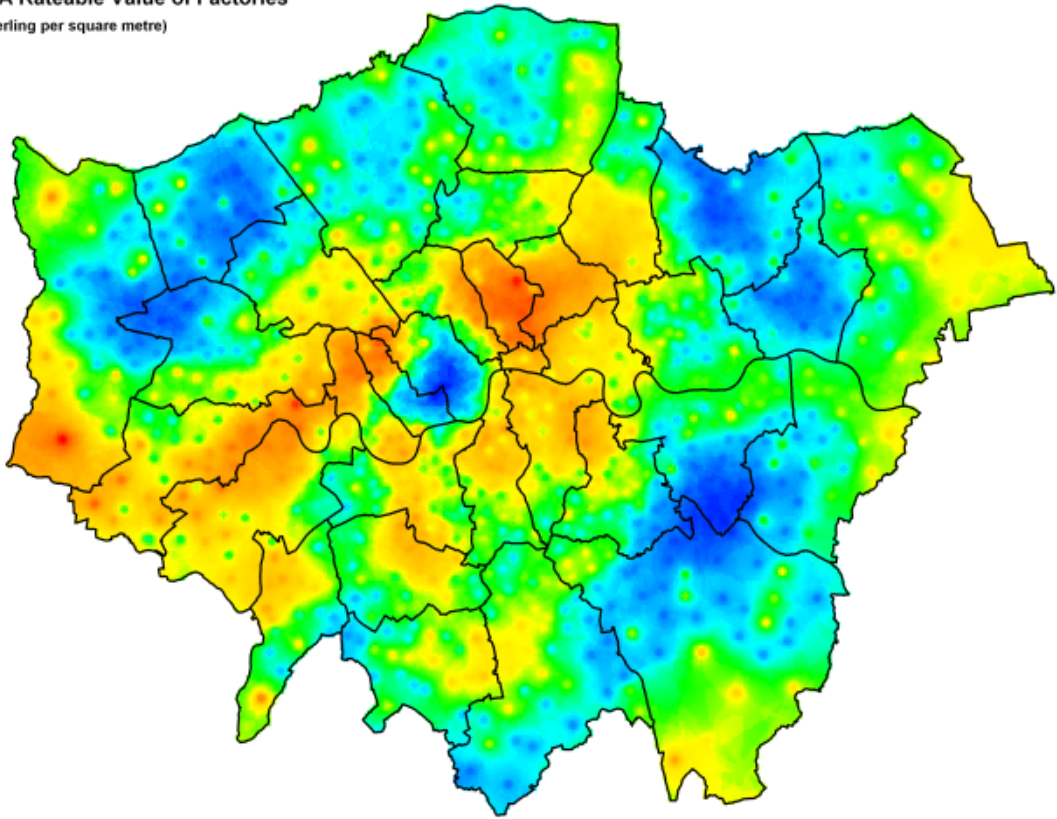 A Rateable Value of Factories
erling per square metre)